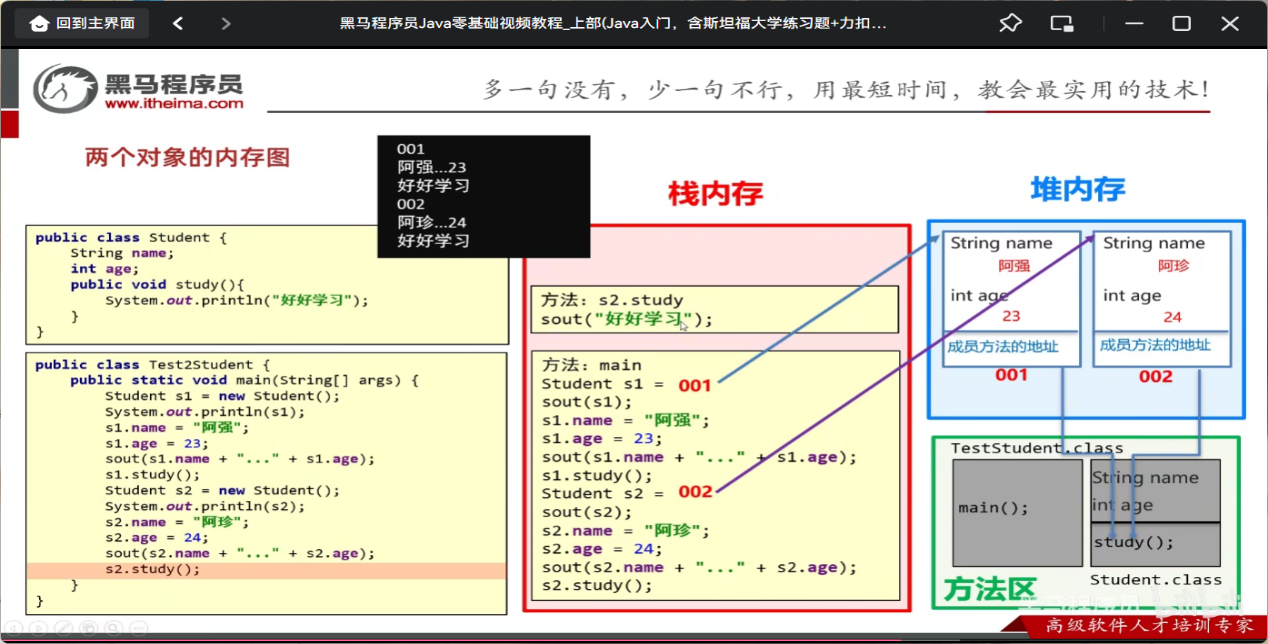 回到主界面
黑马程序员Java零基础视频教程_上部(Java入门，含斯坦福大学练习题+力扣...
黑马程序员
www.itheima.com
多一句没有，少一句不行，用最短时间，教会最实用的技术！
两个对象的内存图
001
阿强...23
好好学习
002
阿珍...24
好好学习
public class Student {
String name;
int age;
public void study(){
System.out.println("好好学习");
}
}
public class Test2Student {
public static void main(String[] args) {
Student s1 = new Student();
System.out.println(s1);
s1.name = "阿强";
s1.age = 23;
sout(s1.name + "..." + s1.age);
s1.study();
Student s2 = new Student();
System.out.println(s2);
s2.name = "阿珍";
s2.age = 24;
sout(s2.name + "..." + s2.age);
s2.study();
}
}
栈内存
方法：s2.study
sout("好好学习");
方法：main
Student s1 = 001
sout(s1);
s1.name = "阿强";
s1.age = 23;
sout(s1.name + "..." + s1.age);
s1.study();
Student s2 = 002
sout(s2);
s2.name = "阿珍";
s2.age = 24;
sout(s2.name + "..." + s2.age);
s2.study();
堆内存
String name
阿强
int age
23
成员方法的地址
001
String name
阿珍
int age
24
成员方法的地址
002
TestStudent.class
main();
String name
int age
study();
Student.class
方法区
黑马程序员
高级软件人才培训专家